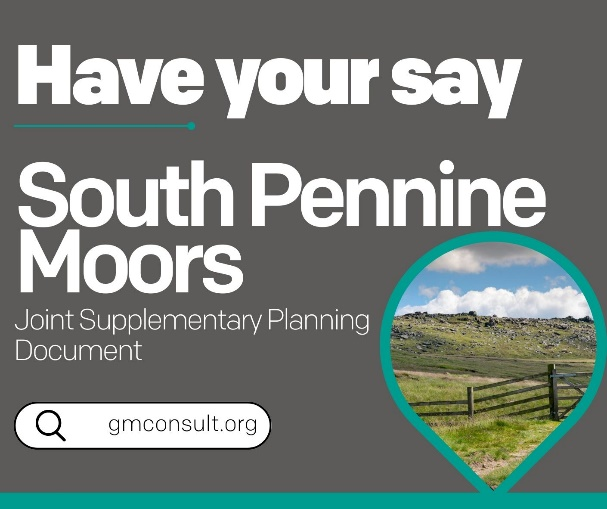 Have your say
South Pennine
Moors
Joint Supplementary Planning
Document
gmconsult.org